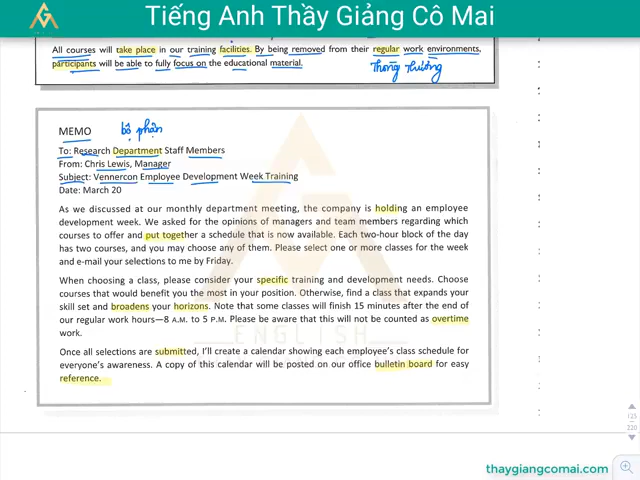 Tiếng Anh Thầy Giảng Cô Mai
All courses will take place in our training facilities. By being removed from their regular work environments,
participants will be able to fully focus on the educational material.
Thông thường
MEMO
bộ phận
To: Research Department Staff Members
From: Chris Lewis, Manager
Subject: Vennercon Employee Development Week Training
Date: March 20
As we discussed at our monthly department meeting, the company is holding an employee
development week. We asked for the opinions of managers and team members regarding which
courses to offer and put together a schedule that is now available. Each two-hour block of the day
has two courses, and you may choose any of them. Please select one or more classes for the week
and e-mail your selections to me by Friday.
When choosing a class, please consider your specific training and development needs. Choose
courses that would benefit you the most in your position. Otherwise, find a class that expands your
skill set and broadens your horizons. Note that some classes will finish 15 minutes after the end of
our regular work hours—8 A.M. to 5 P.M. Please be aware that this will not be counted as overtime
work.
Once all selections are submitted, I'll create a calendar showing each employee's class schedule for
everyone's awareness. A copy of this calendar will be posted on our office bulletin board for easy
reference.
ENGLISH
125
220
thaygiangcomai.com